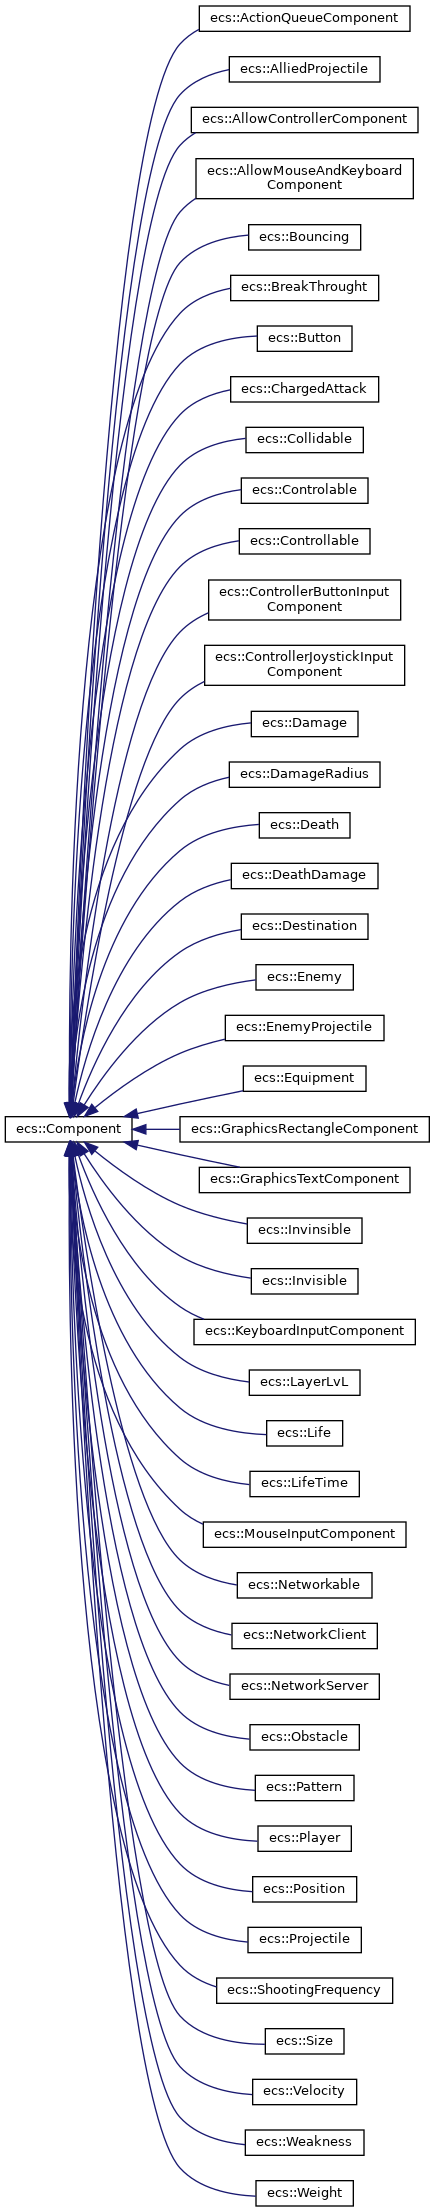 ecs::ActionQueueComponent
ecs::AlliedProjectile
ecs::AllowControllerComponent
ecs::AllowMouseAndKeyboard
Component
ecs::Bouncing
ecs::BreakThrought
ecs::Button
ecs::ChargedAttack
ecs::Collidable
ecs::Controlable
ecs::Controllable
ecs::ControllerButtonInput
Component
ecs::ControllerJoystickInput
Component
ecs::Damage
ecs::DamageRadius
ecs::Death
ecs::DeathDamage
ecs::Destination
ecs::Enemy
ecs::EnemyProjectile
ecs::Equipment
ecs::Component
ecs::GraphicsRectangleComponent
ecs::GraphicsTextComponent
ecs::Invinsible
ecs::Invisible
ecs::KeyboardInputComponent
ecs::LayerLvL
ecs::Life
ecs::LifeTime
ecs::MouseInputComponent
ecs::Networkable
ecs::NetworkClient
ecs::NetworkServer
ecs::Obstacle
ecs::Pattern
ecs::Player
ecs::Position
ecs::Projectile
ecs::ShootingFrequency
ecs::Size
ecs::Velocity
ecs::Weakness
ecs::Weight